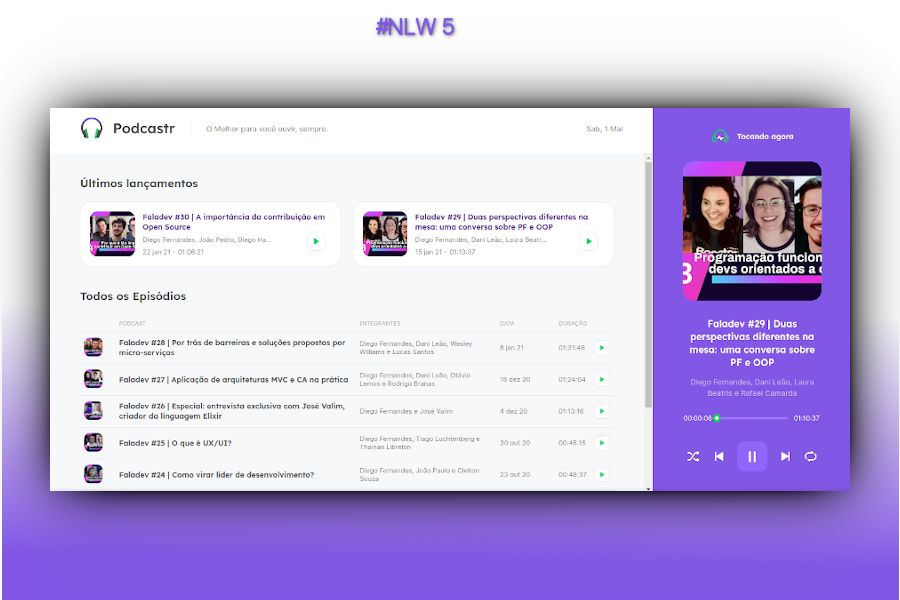 #NLW 5
Podcastr
O Melhor para você ouvir, sempre.
Sab, 1 Mai
Últimos lançamentos
Faladev #30 | A importância da contribuição em
Open Source
Diego Fernandes, João Pedro, Diego Ha...
22 jan 21 - 01:06:21
Faladev #29 | Duas perspectivas diferentes na
mesa: uma conversa sobre PF e OOP
Diego Fernandes, Dani Leão, Laura Beatri...
15 jan 21 - 01:10:37
Todos os Episódios
PODCAST INTEGRANTES DATA DURAÇÃO
Faladev #28 | Por trás de barreiras e soluções propostas por
micro-serviços
Diego Fernandes, Dani Leão, Wesley
Williams e Lucas Santos
8 jan 21
01:31:46
Faladev #27 | Aplicação de arquiteturas MVC e CA na prática
Diego Fernandes, Dani Leão, Otávio
Lemos e Rodrigo Branas
18 dez 20
01:24:04
Faladev #26 | Especial: entrevista exclusiva com José Valim,
criador da linguagem Elixir
Diego Fernandes e José Valim
4 dez 20
01:13:16
Faladev #25 | O que é UX/UI?
Diego Fernandes, Tiago Luchtenberg e
Thainan Librelon
30 out 20
00:45:15
Faladev #24 | Como virar lider de desenvolvimento?
Diego Fernandes, João Paulo e Cleiton
Souza
23 out 20
00:48:37
Tocando agora
Programação funcion
devs orientados a o
Faladev #29 | Duas
perspectivas diferentes na
mesa: uma conversa sobre
PF e OOP
Diego Fernandes, Dani Leão, Laura
Beatris e Rafael Camarda
00:00:06
01:10:37